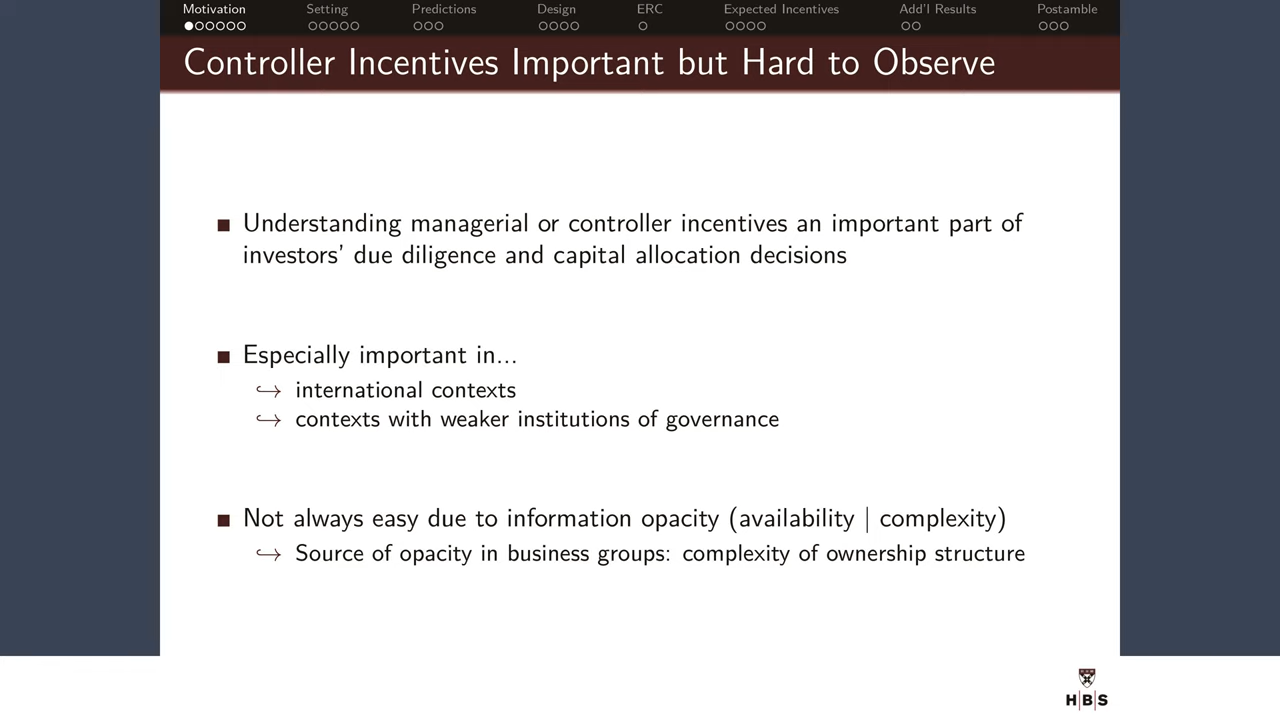 Motivation Setting Predictions Design ERC Expected Incentives Add'l Results Postamble
Controller Incentives Important but Hard to Observe
Understanding managerial or controller incentives an important part of
investors' due diligence and capital allocation decisions
Especially important in...
↪ international contexts
↪ contexts with weaker institutions of governance
Not always easy due to information opacity (availability | complexity)
↪ Source of opacity in business groups: complexity of ownership structure
H|B|S